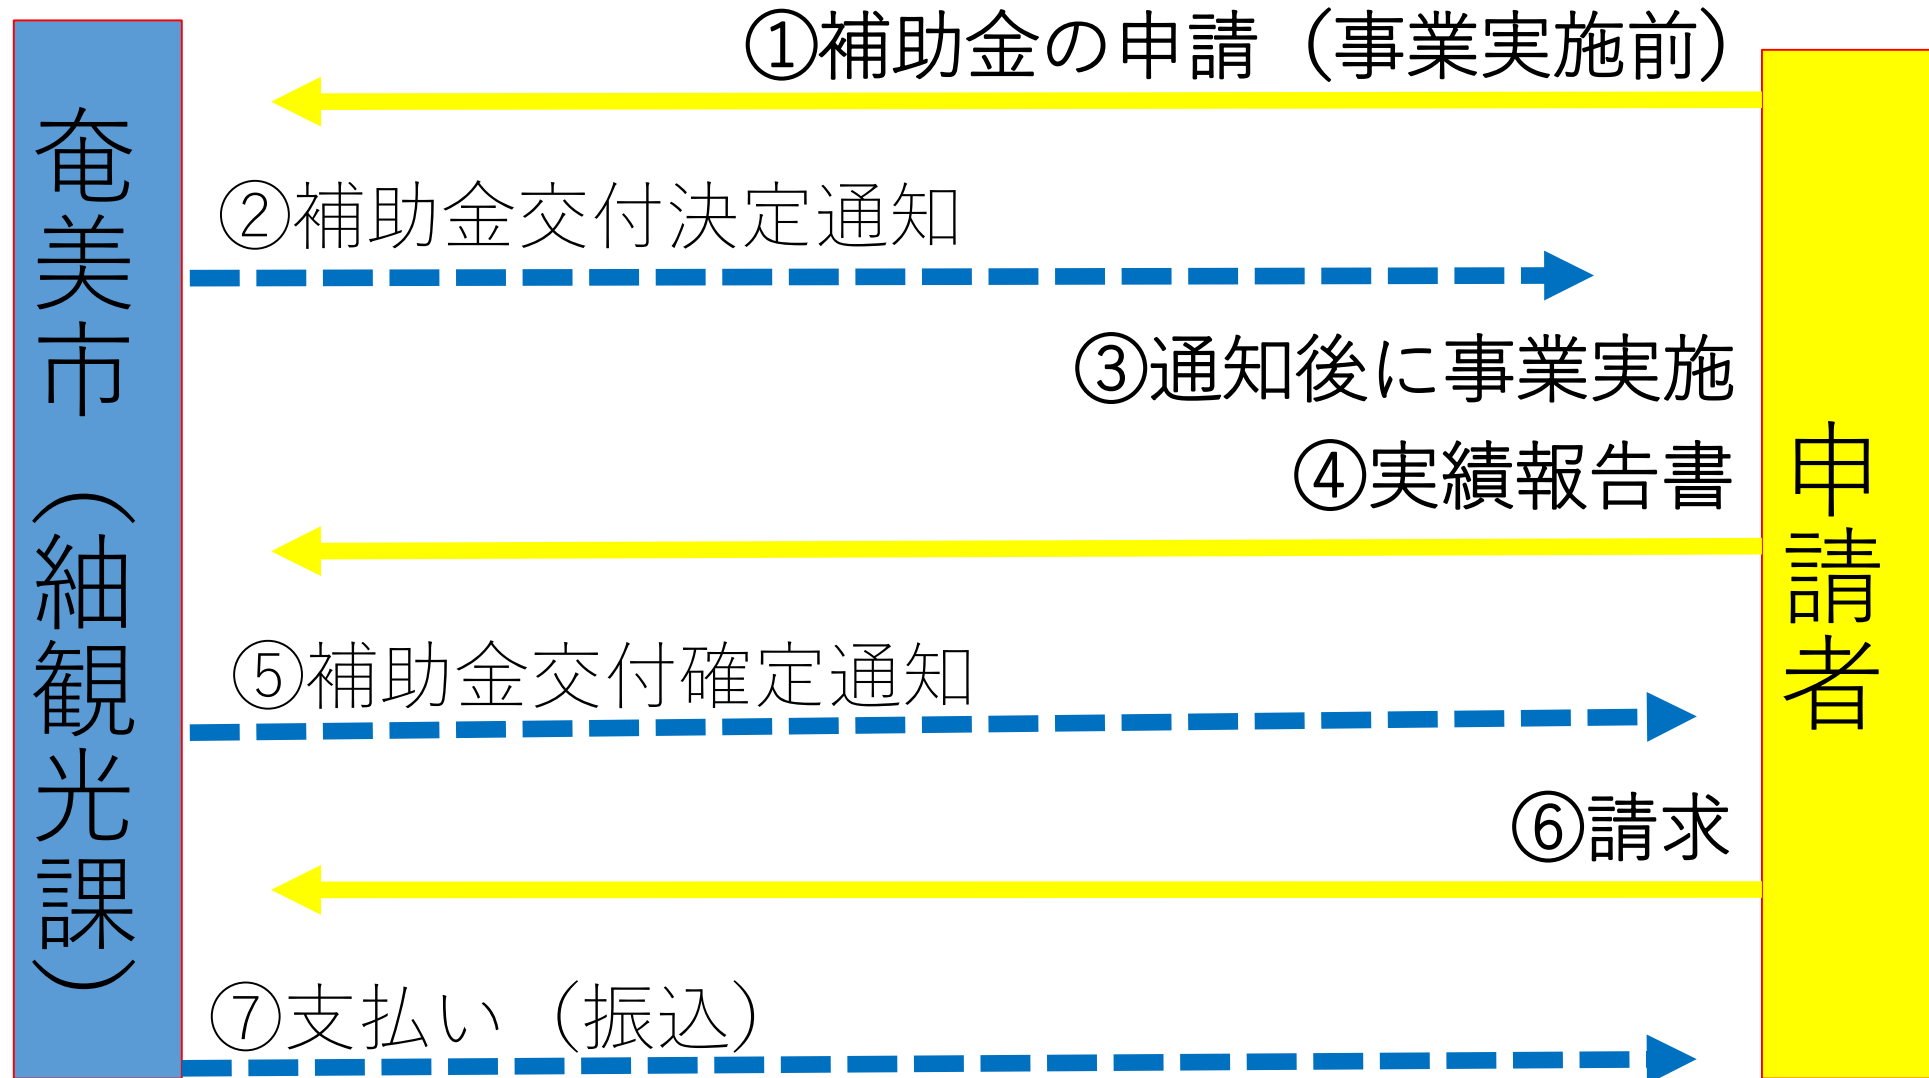 奄美市（紬観光課）
①補助金の申請（事業実施前）
②補助金交付決定通知
③通知後に事業実施
④実績報告書
⑤補助金交付確定通知
⑥請求
⑦支払い（振込）
申請者